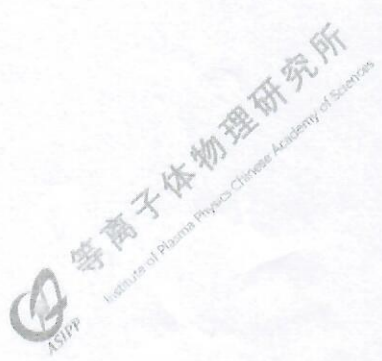 等离子体物理研究所
Institute of Plasma Physics Chinese Academy of Sciences
ASIPP